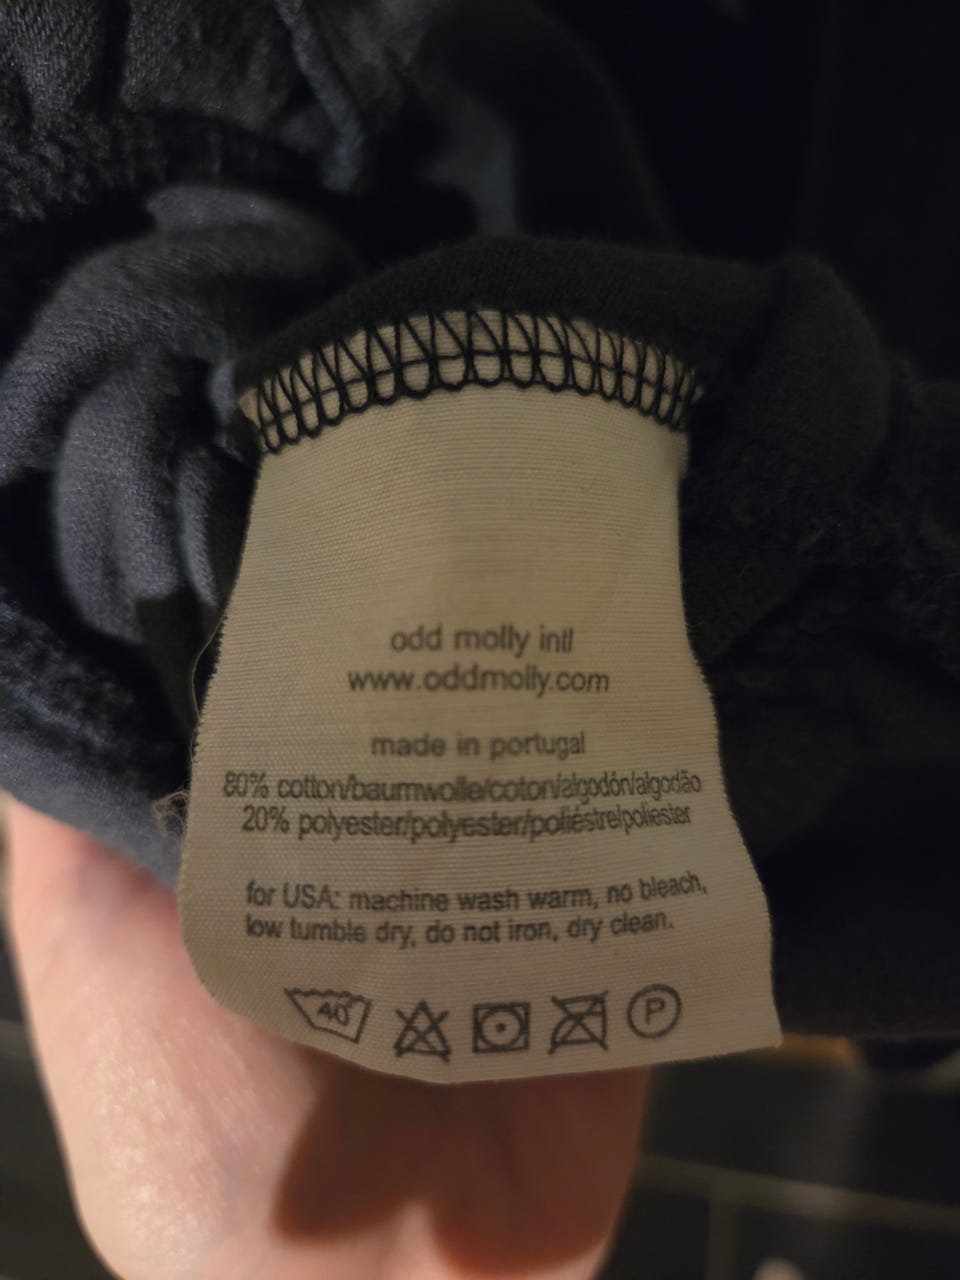 odd molly intl
www.oddmolly.com
made in portugal
80% cotton/baumwolle/coton/algodón/algodão
20% polyester/polyester/poliéstre/poliester
for USA: machine wash warm, no bleach,
low tumble dry, do not iron, dry clean.
40° P